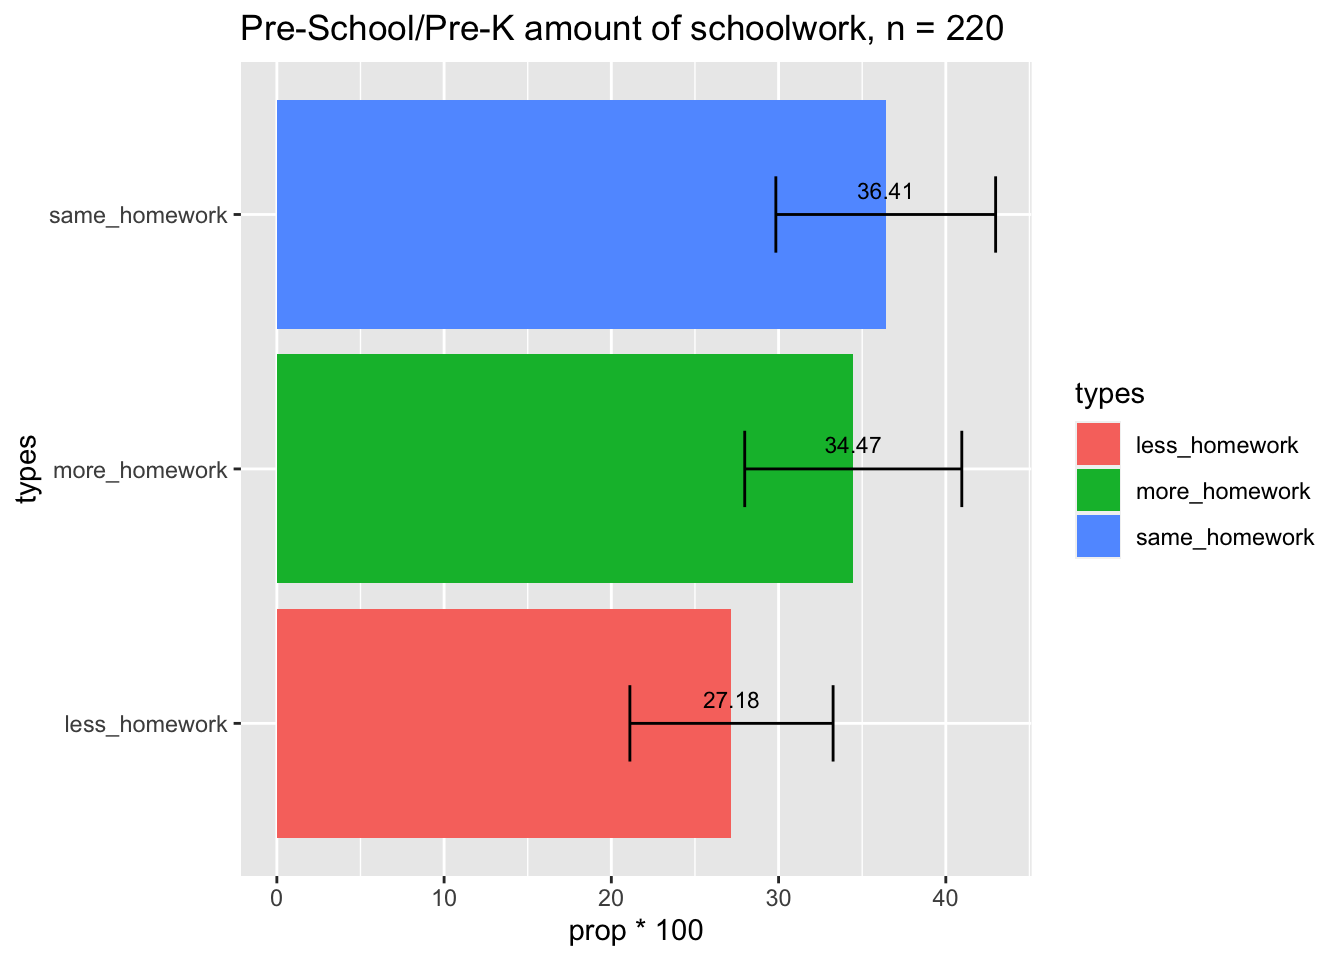 Pre-School/Pre-K amount of schoolwork, n = 220
types
same_homework
36.41
more_homework
34.47
less_homework
27.18
0 10 20 30 40
prop * 100
types
less_homework
more_homework
same_homework